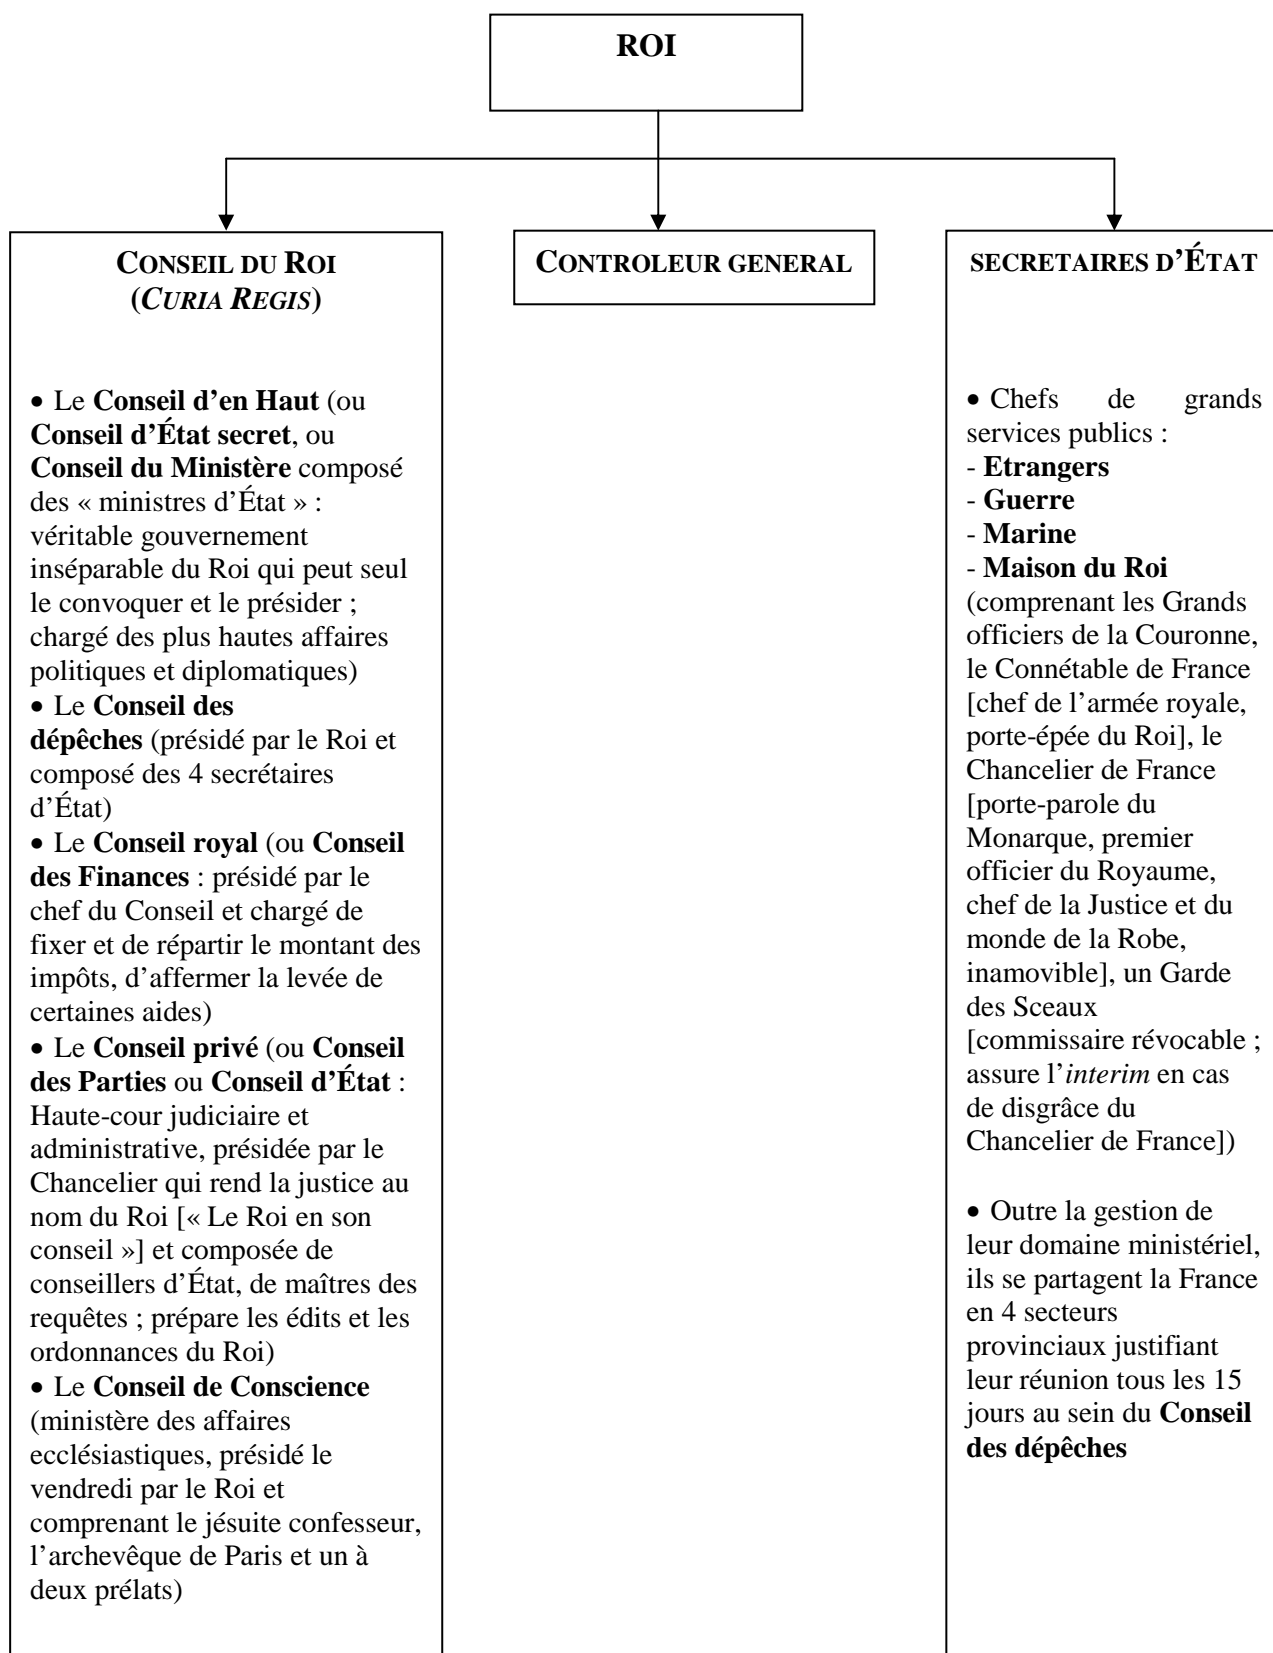 ROI
CONSEIL DU ROI
(CURIA REGIS)
• Le Conseil d’en Haut (ou
Conseil d’État secret, ou
Conseil du Ministère composé
des « ministres d’État » :
véritable gouvernement
inséparable du Roi qui peut seul
le convoquer et le présider ;
chargé des plus hautes affaires
politiques et diplomatiques)
• Le Conseil des
dépêches (présidé par le Roi et
composé des 4 secrétaires
d’État)
• Le Conseil royal (ou Conseil
des Finances : présidé par le
chef du Conseil et chargé de
fixer et de répartir le montant des
impôts, d’affermer la levée de
certaines aides)
• Le Conseil privé (ou Conseil
des Parties ou Conseil d’État :
Haute-cour judiciaire et
administrative, présidée par le
Chancelier qui rend la justice au
nom du Roi [« Le Roi en son
conseil »] et composée de
conseillers d’État, de maîtres des
requêtes ; prépare les édits et les
ordonnances du Roi)
• Le Conseil de Conscience
(ministère des affaires
ecclésiastiques, présidé le
vendredi par le Roi et
comprenant le jésuite confesseur,
l’archevêque de Paris et un à
deux prélats)
CONTROLEUR GENERAL
SECRETAIRES D’ÉTAT
• Chefs de grands
services publics :
- Etrangers
- Guerre
- Marine
- Maison du Roi
(comprenant les Grands
officiers de la Couronne,
le Connétable de France
[chef de l’armée royale,
porte-épée du Roi], le
Chancelier de France
[porte-parole du
Monarque, premier
officier du Royaume,
chef de la Justice et du
monde de la Robe,
inamovible], un Garde
des Sceaux
[commissaire révocable ;
assure l’interim en cas
de disgrâce du
Chancelier de France])
• Outre la gestion de
leur domaine ministériel,
ils se partagent la France
en 4 secteurs
provinciaux justifiant
leur réunion tous les 15
jours au sein du Conseil
des dépêches